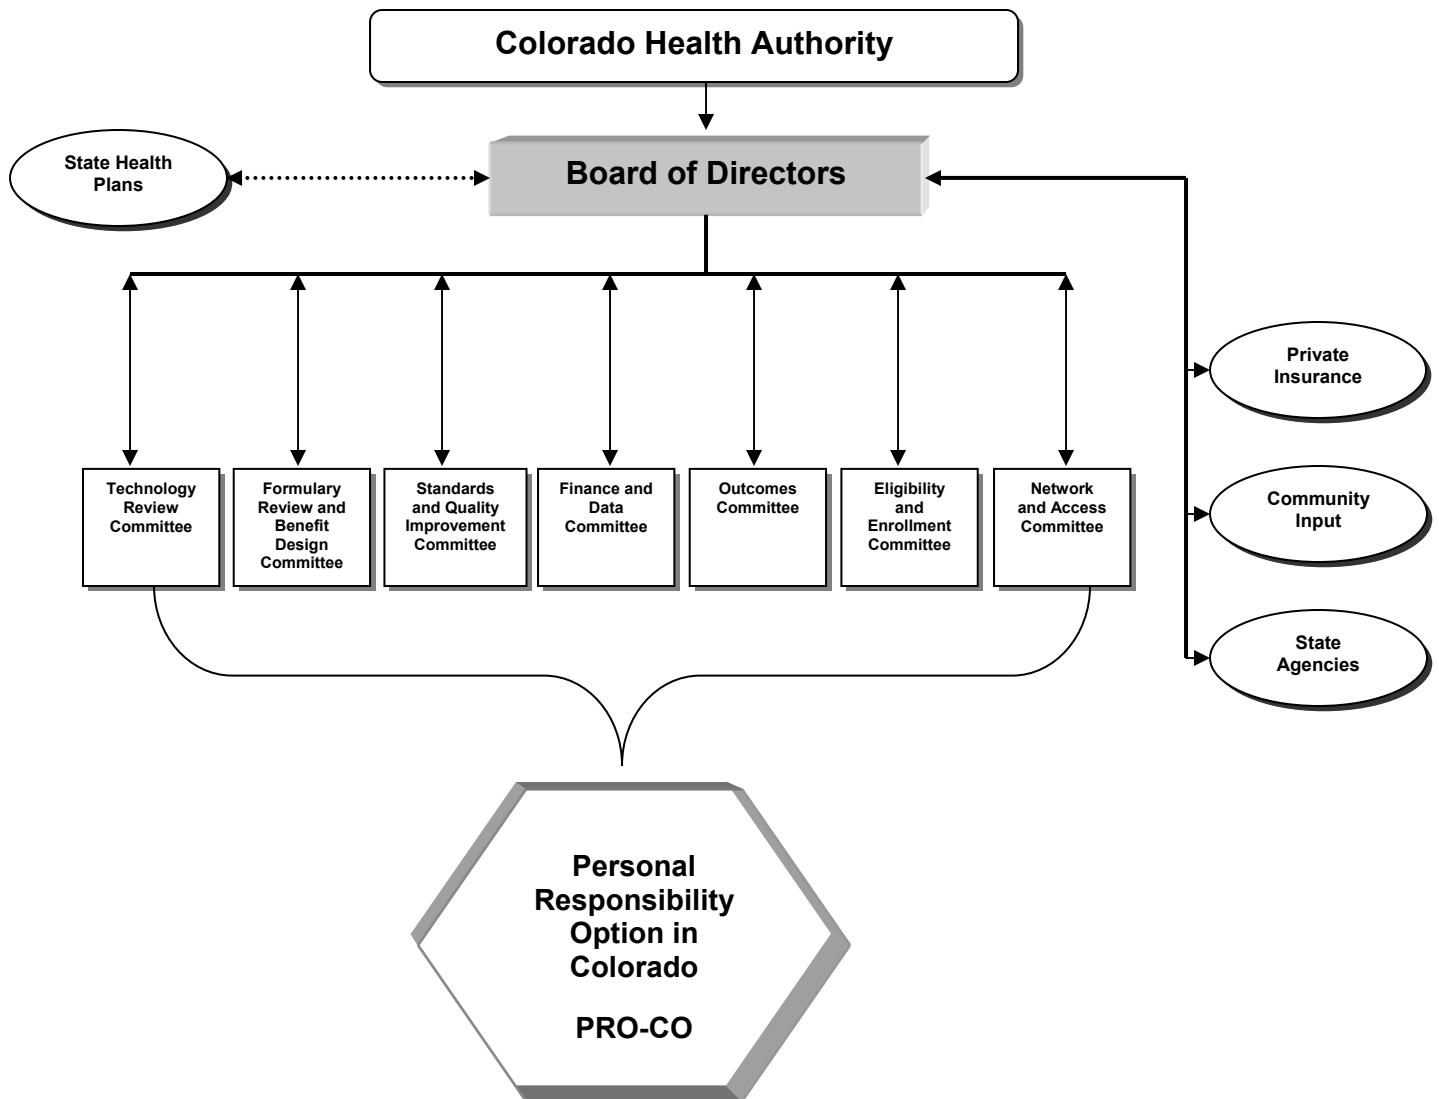 Colorado Health Authority
State Health
Plans
Board of Directors
Private
Insurance
Community
Input
State
Agencies
Technology
Review
Committee
Formulary
Review and
Benefit
Design
Committee
Standards
and Quality
Improvement
Committee
Finance and
Data
Committee
Outcomes
Committee
Eligibility
and
Enrollment
Committee
Network
and Access
Committee
Personal
Responsibility
Option in
Colorado
PRO-CO